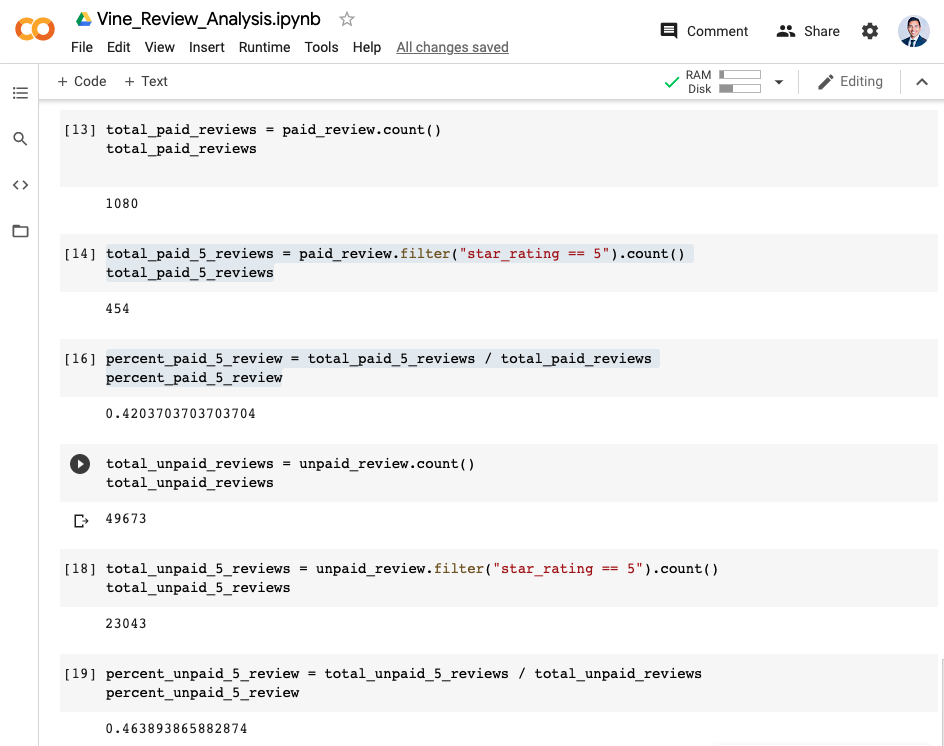 Vine_Review_Analysis.ipynb
Comment
Share
File Edit View Insert Runtime Tools Help All changes saved
+ Code + Text
RAM
Disk
Editing
[13] total_paid_reviews = paid_review.count()
total_paid_reviews
1080
[14] total_paid_5_reviews = paid_review.filter("star_rating == 5").count()
total_paid_5_reviews
454
[16] percent_paid_5_review = total_paid_5_reviews / total_paid_reviews
percent_paid_5_review
0.4203703703703704
total_unpaid_reviews = unpaid_review.count()
total_unpaid_reviews
49673
[18] total_unpaid_5_reviews = unpaid_review.filter("star_rating == 5").count()
total_unpaid_5_reviews
23043
[19] percent_unpaid_5_review = total_unpaid_5_reviews / total_unpaid_reviews
percent_unpaid_5_review
0.463893865882874